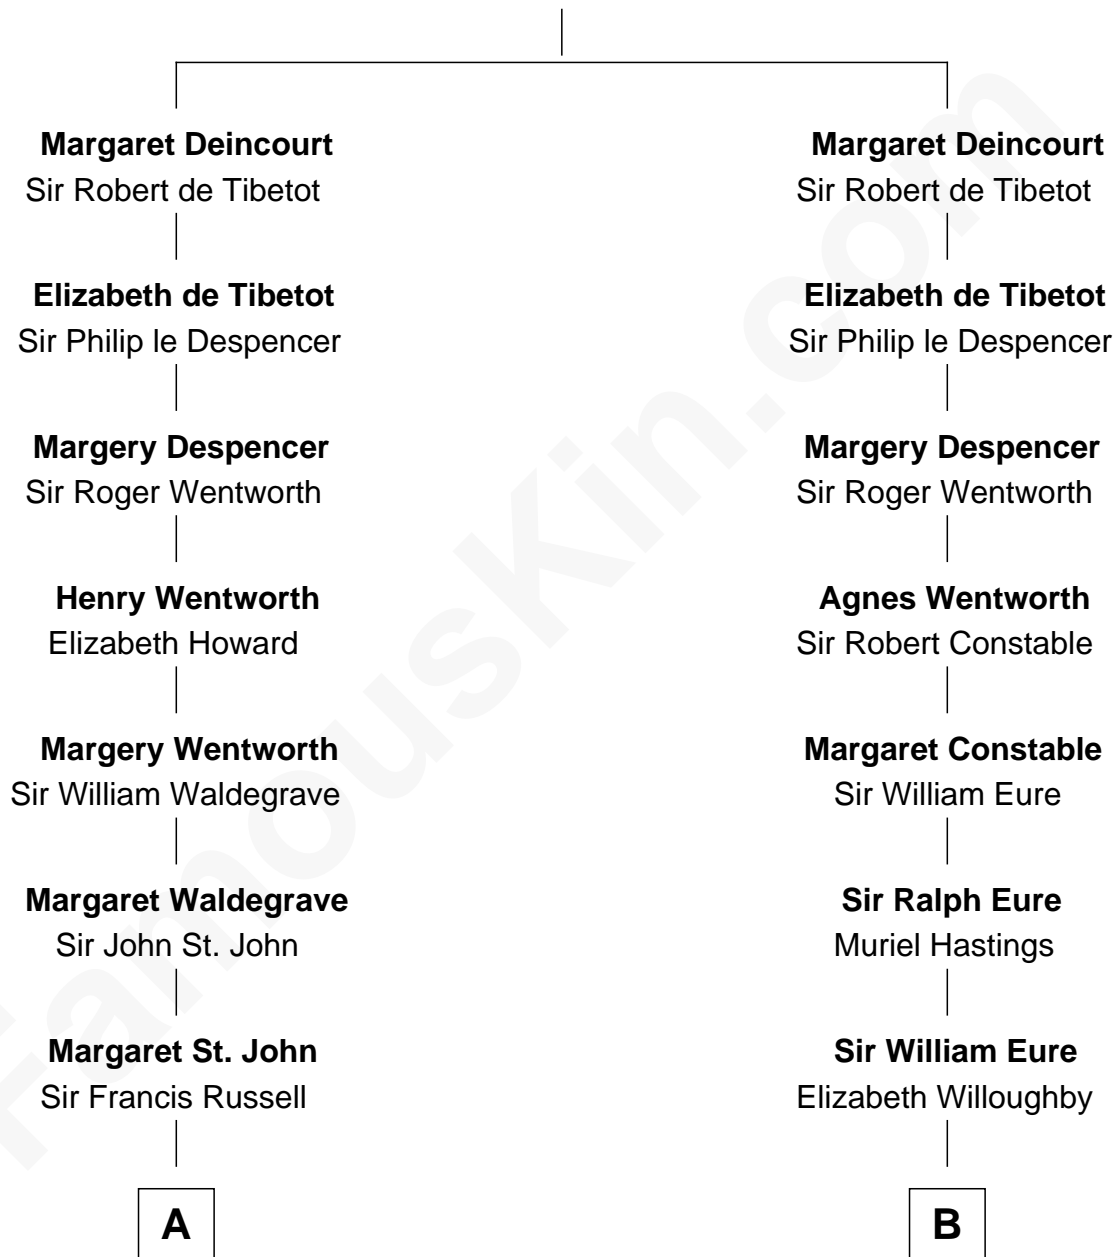 Margaret Deincourt
Sir Robert de Tibetot
Elizabeth de Tibetot
Sir Philip le Despencer
Margery Despencer
Sir Roger Wentworth
Henry Wentworth
Elizabeth Howard
Margery Wentworth
Sir William Waldegrave
Margaret Waldegrave
Sir John St. John
Margaret St. John
Sir Francis Russell
A
Margaret Deincourt
Sir Robert de Tibetot
Elizabeth de Tibetot
Sir Philip le Despencer
Margery Despencer
Sir Roger Wentworth
Agnes Wentworth
Sir Robert Constable
Margaret Constable
Sir William Eure
Sir Ralph Eure
Muriel Hastings
Sir William Eure
Elizabeth Willoughby
B
FamousKin.com